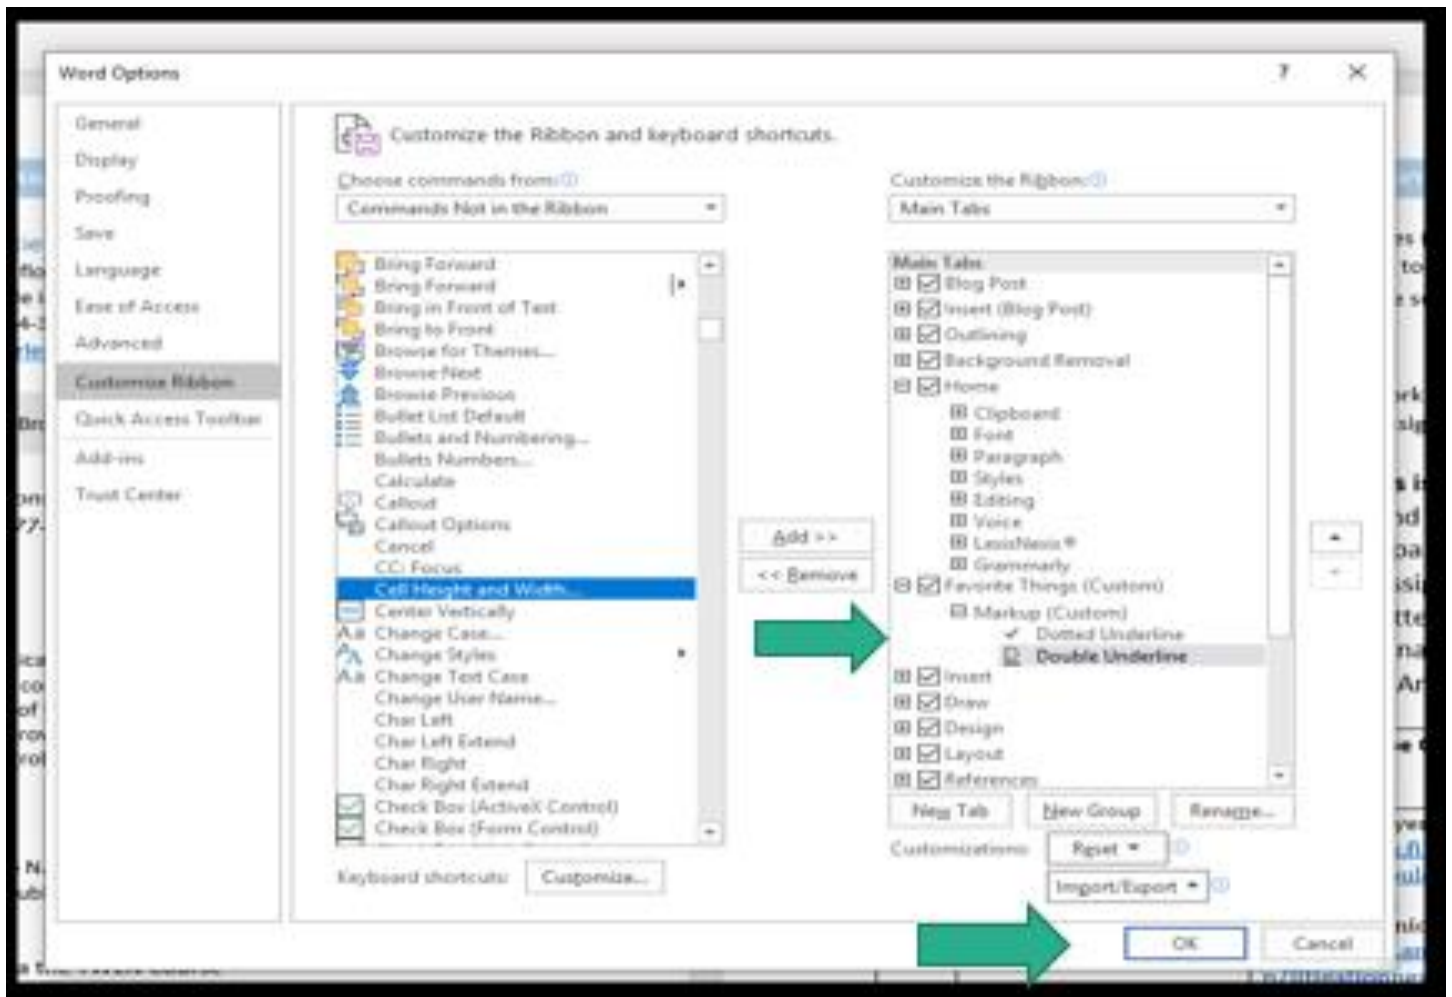 Word Options
?
General
Display
Proofing
Save
Language
Ease of Access
Advanced
Customize Ribbon
Quick Access Toolbar
Add-ins
Trust Center
Customize the Ribbon and keyboard shortcuts.
Choose commands from:
Commands Not in the Ribbon
Bring Forward
Bring Forward
Bring in Front of Text
Bring to Front
Browse for Themes...
Browse Next
Browse Previous
Bullet List Default
Bullets and Numbering...
Bullets Numbers...
Calculate
Callout
Callout Options
Cancel
CC: Focus
Cell Height and Width...
Center Vertically
Change Case...
Change Styles
Change Text Case
Change User Name...
Char Left
Char Left Extend
Char Right
Char Right Extend
Check Box (ActiveX Control)
Check Box (Form Control)
Keyboard shortcuts: Customize...
Add >>
<< Remove
Customize the Ribbon:
Main Tabs
Main Tabs
Blog Post
Insert (Blog Post)
Outlining
Background Removal
Home
Clipboard
Font
Paragraph
Styles
Editing
Voice
LexisNexis®
Grammarly
Favorite Things (Custom)
Markup (Custom)
Dotted Underline
Double Underline
Insert
Draw
Design
Layout
References
New Tab New Group Rename...
Customizations: Reset
Import/Export
OK Cancel